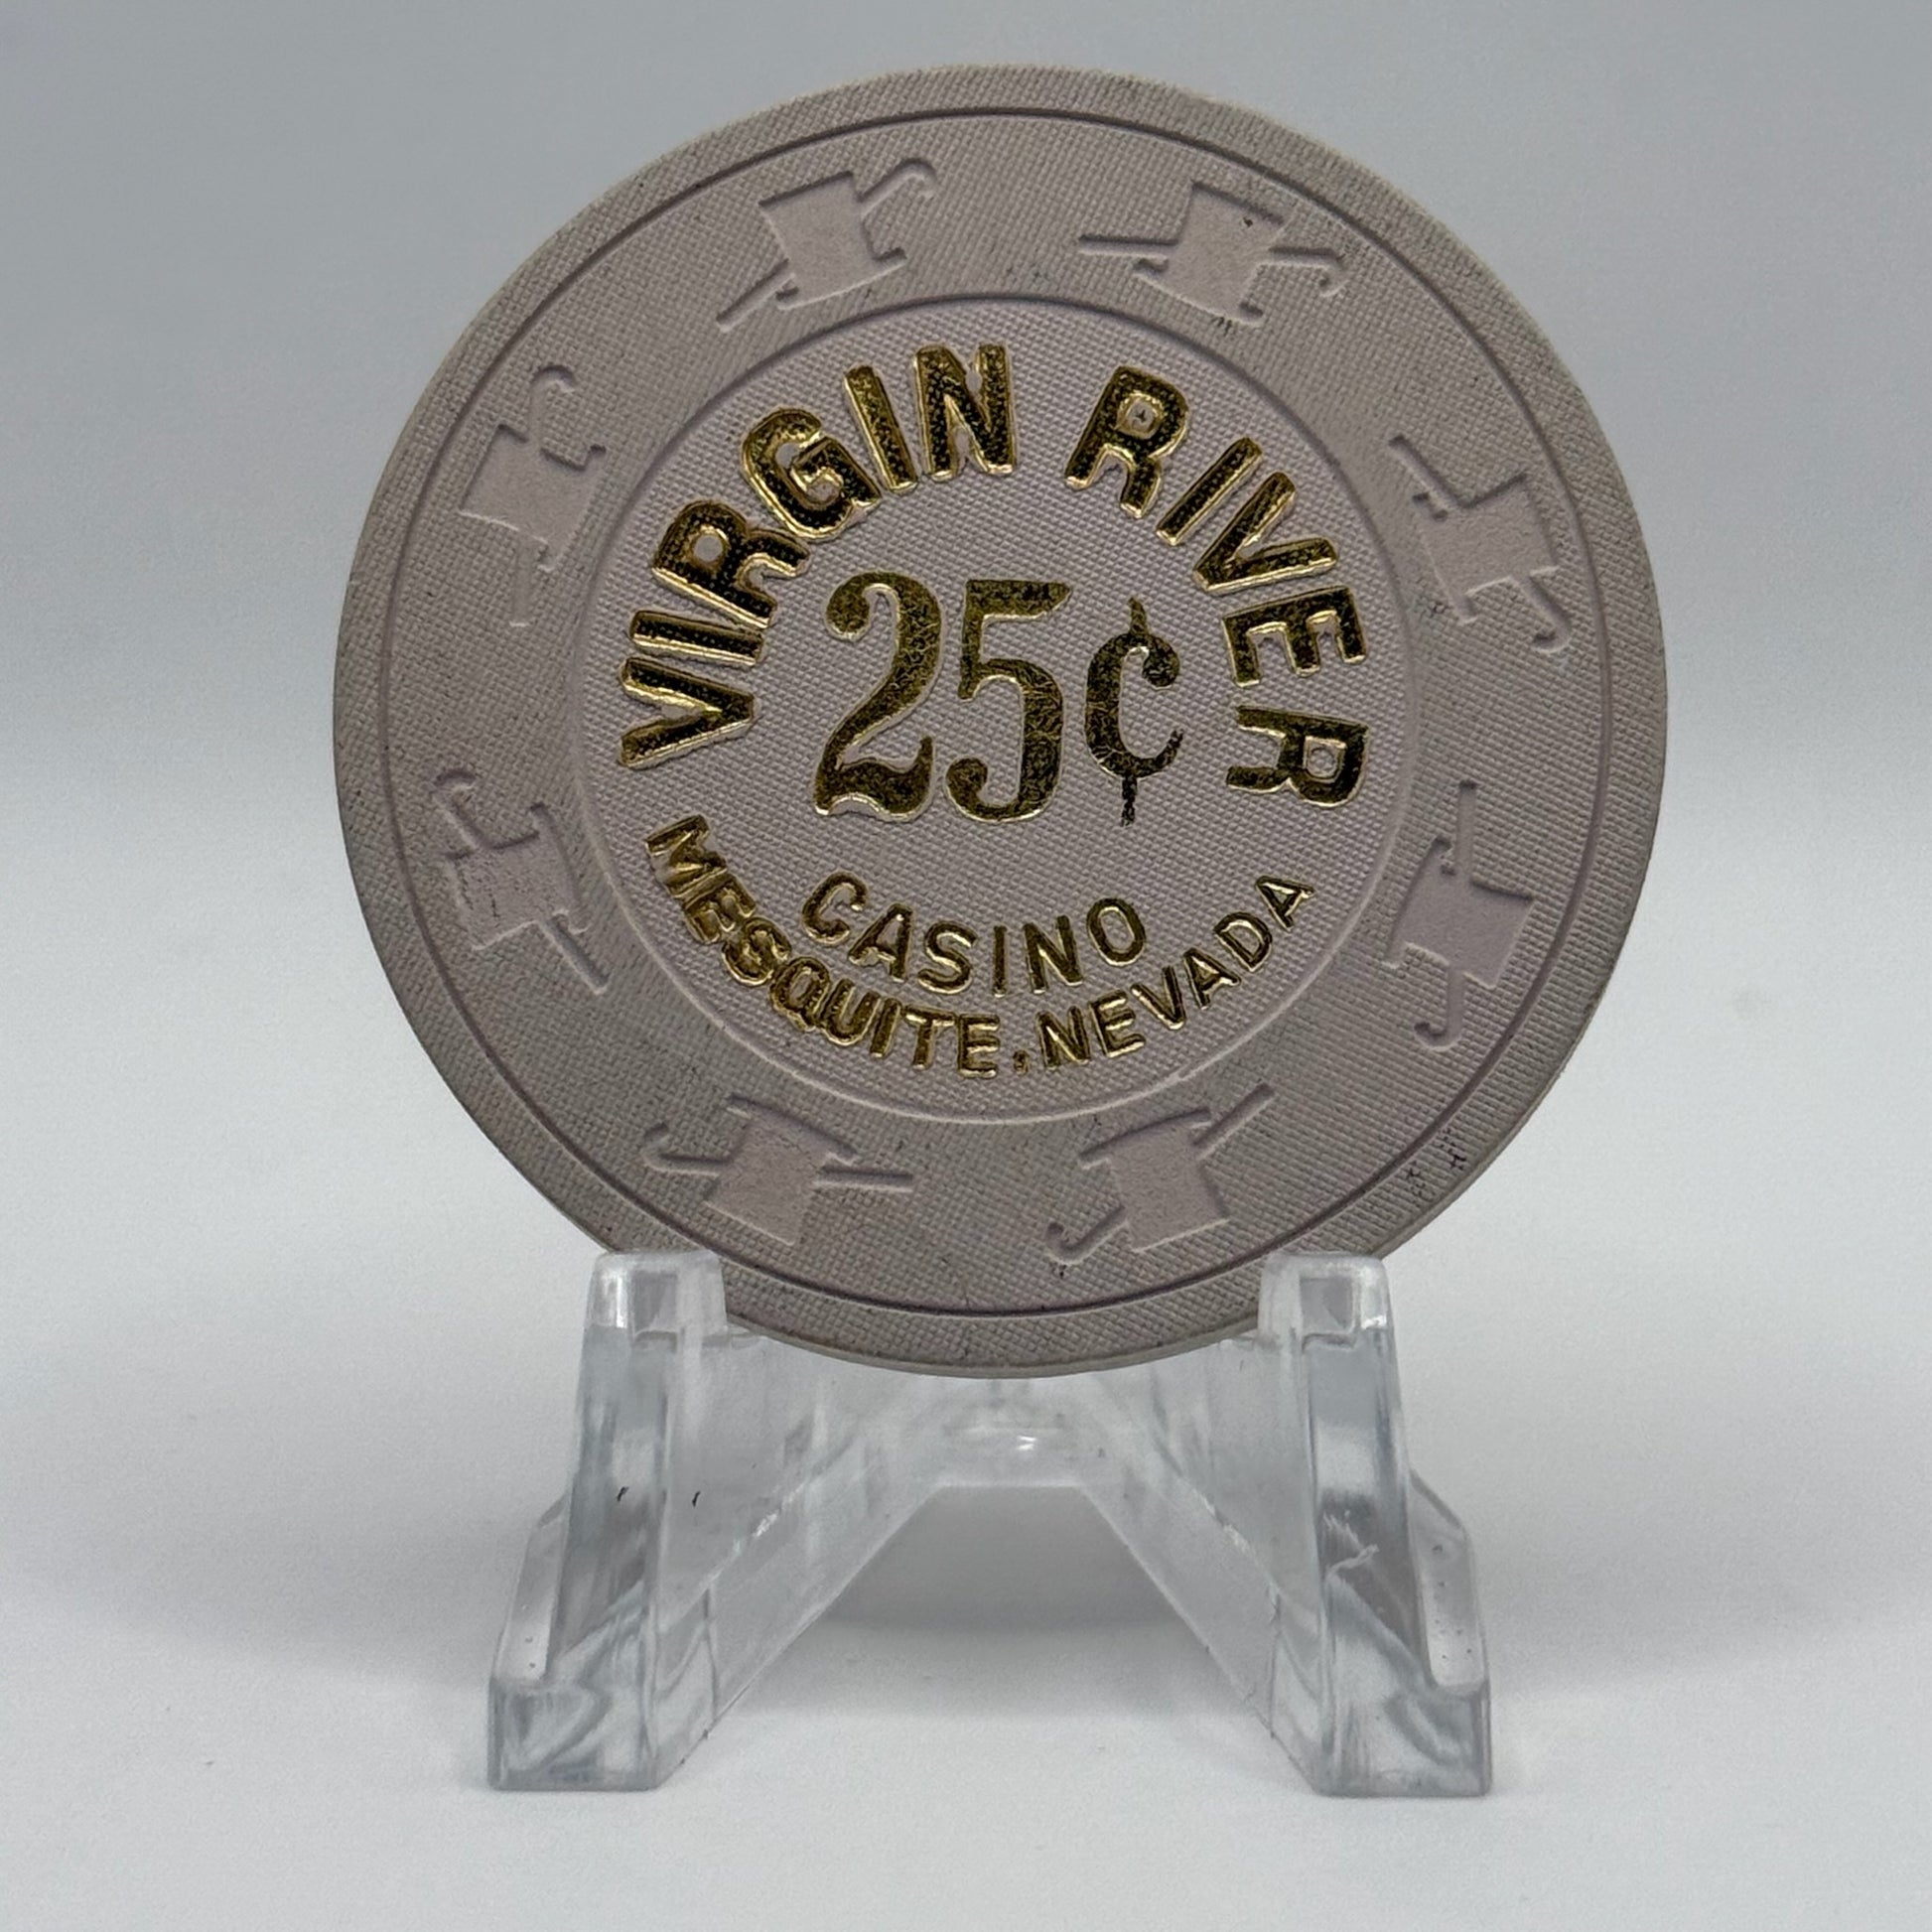 VIRGIN RIVER
25¢
CASINO
MESQUITE, NEVADA